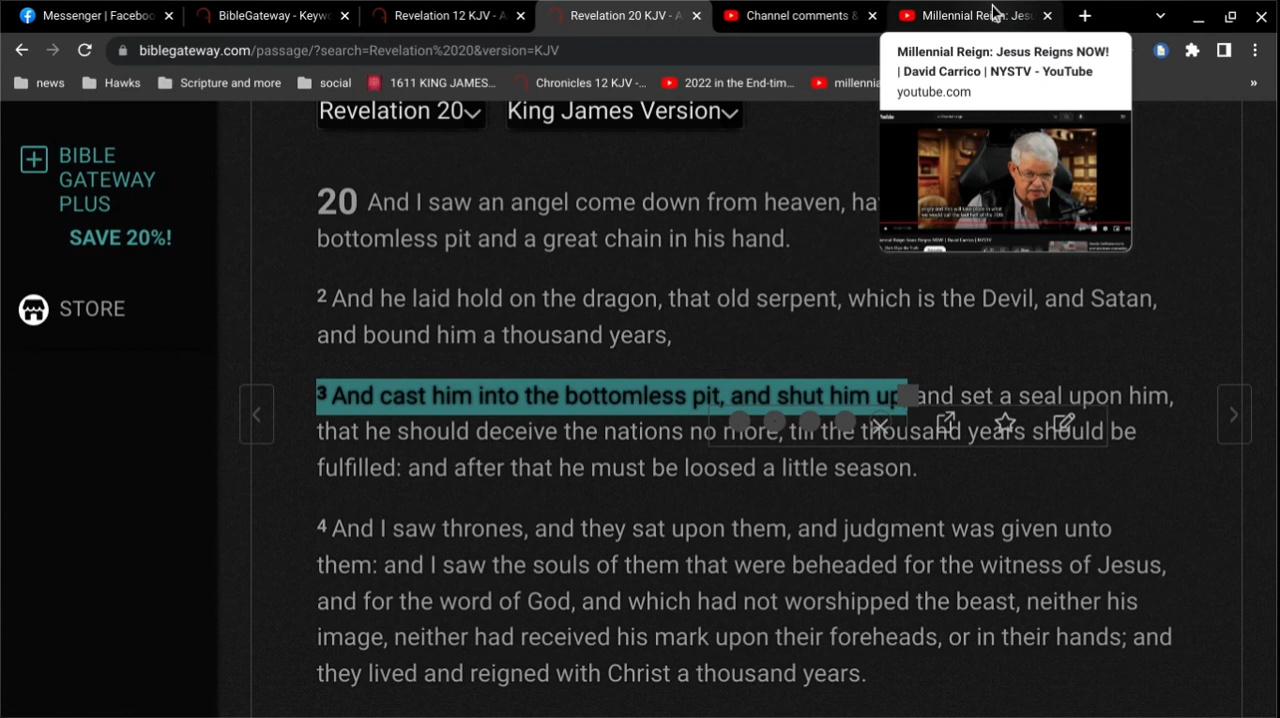 Messenger | Faceboo
BibleGateway - Keyw
Revelation 12 KJV - A
Revelation 20 KJV - A
Channel comments &
Millennial Reign: Jesu
biblegateway.com/passage/?search=Revelation%2020&version=KJV
Millennial Reign: Jesus Reigns NOW!
| David Carrico | NYSTV - YouTube
youtube.com
news
Hawks
Scripture and more
social
1611 KING JAMES...
Chronicles 12 KJV -...
2022 in the End-tim...
millenni
»
Revelation 20
King James Version
BIBLE
GATEWAY
PLUS
SAVE 20%!
STORE
20 And I saw an angel come down from heaven, ha
bottomless pit and a great chain in his hand.
2 And he laid hold on the dragon, that old serpent, which is the Devil, and Satan,
and bound him a thousand years,
3 And cast him into the bottomless pit, and shut him up, and set a seal upon him,
that he should deceive the nations no more, till the thousand years should be
fulfilled: and after that he must be loosed a little season.
4 And I saw thrones, and they sat upon them, and judgment was given unto
them: and I saw the souls of them that were beheaded for the witness of Jesus,
and for the word of God, and which had not worshipped the beast, neither his
image, neither had received his mark upon their foreheads, or in their hands; and
they lived and reigned with Christ a thousand years.